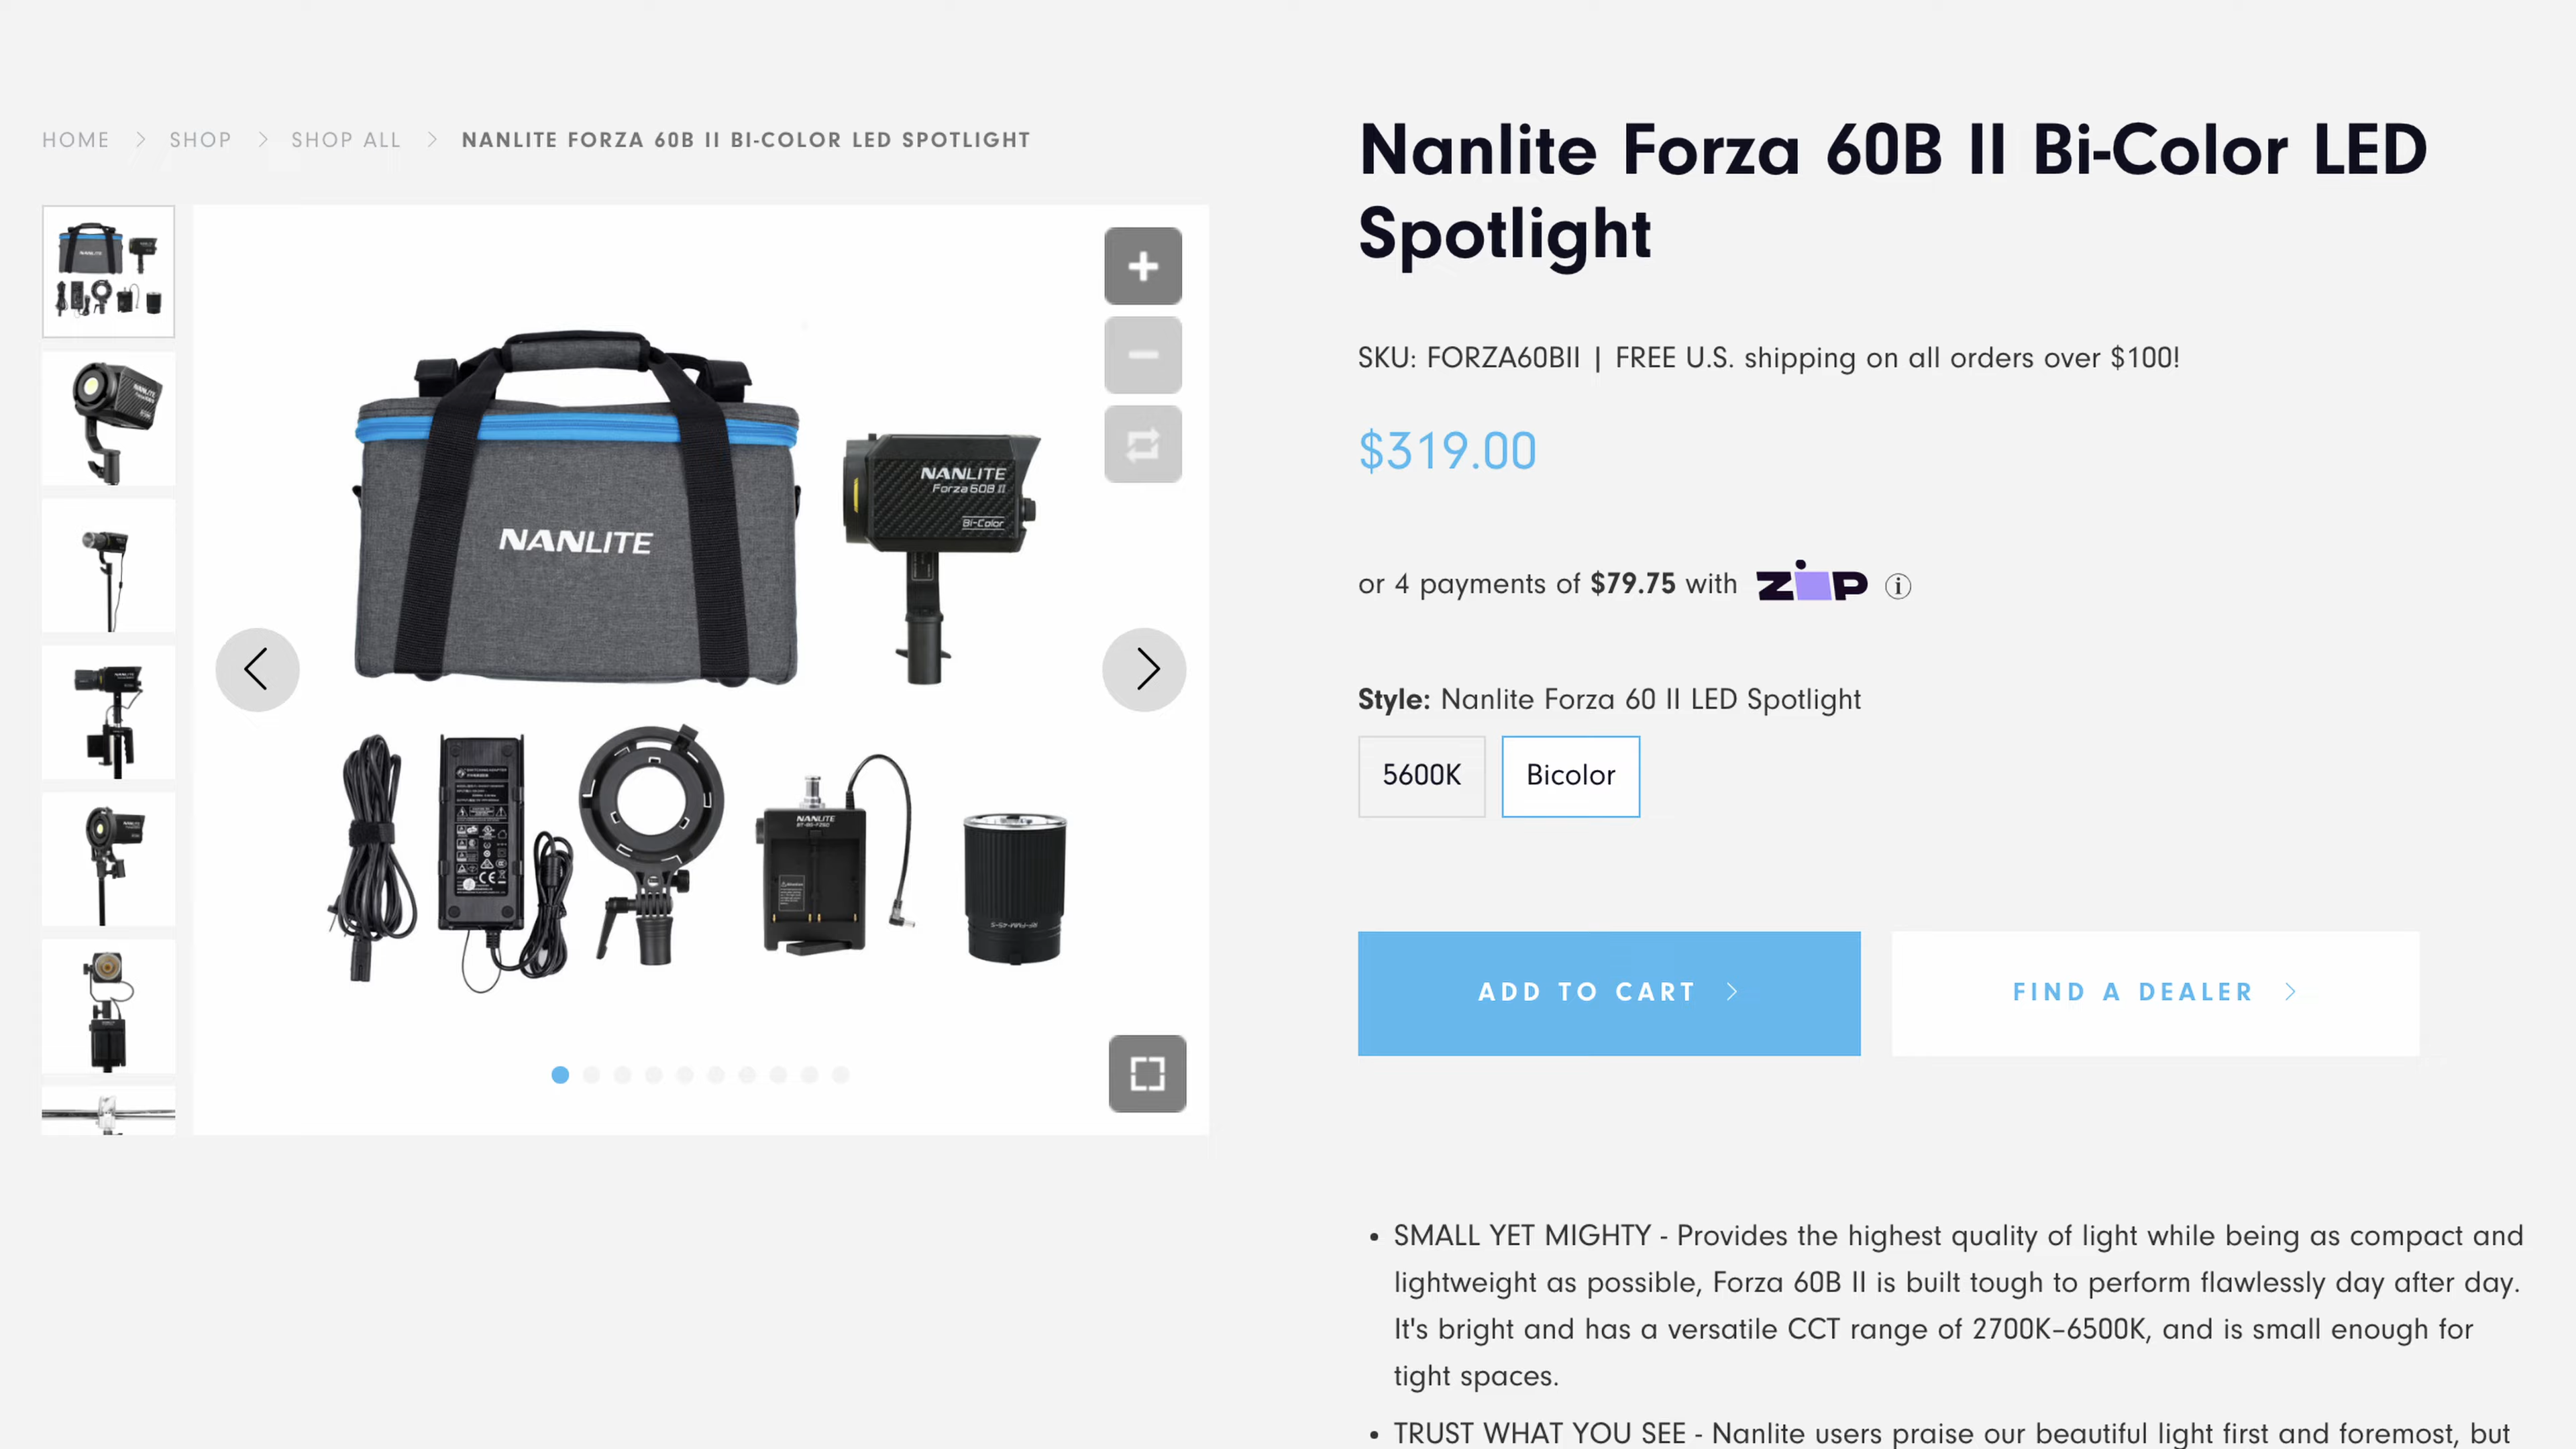 HOME > SHOP > SHOP ALL > NANLITE FORZA 60B II BI-COLOR LED SPOTLIGHT
NANLITE
NANLITE
Forza 60B II
Bi-Color
NANLITE
Nanlite Forza 60B II Bi-Color LED
Spotlight
SKU: FORZA60BII | FREE U.S. shipping on all orders over $100!
$319.00
or 4 payments of $79.75 with ZIP
Style: Nanlite Forza 60 II LED Spotlight
5600K
Bicolor
ADD TO CART >
FIND A DEALER >
• SMALL YET MIGHTY - Provides the highest quality of light while being as compact and
lightweight as possible, Forza 60B II is built tough to perform flawlessly day after day.
It's bright and has a versatile CCT range of 2700K–6500K, and is small enough for
tight spaces.
• TRUST WHAT YOU SEE - Nanlite users praise our beautiful light first and foremost, but